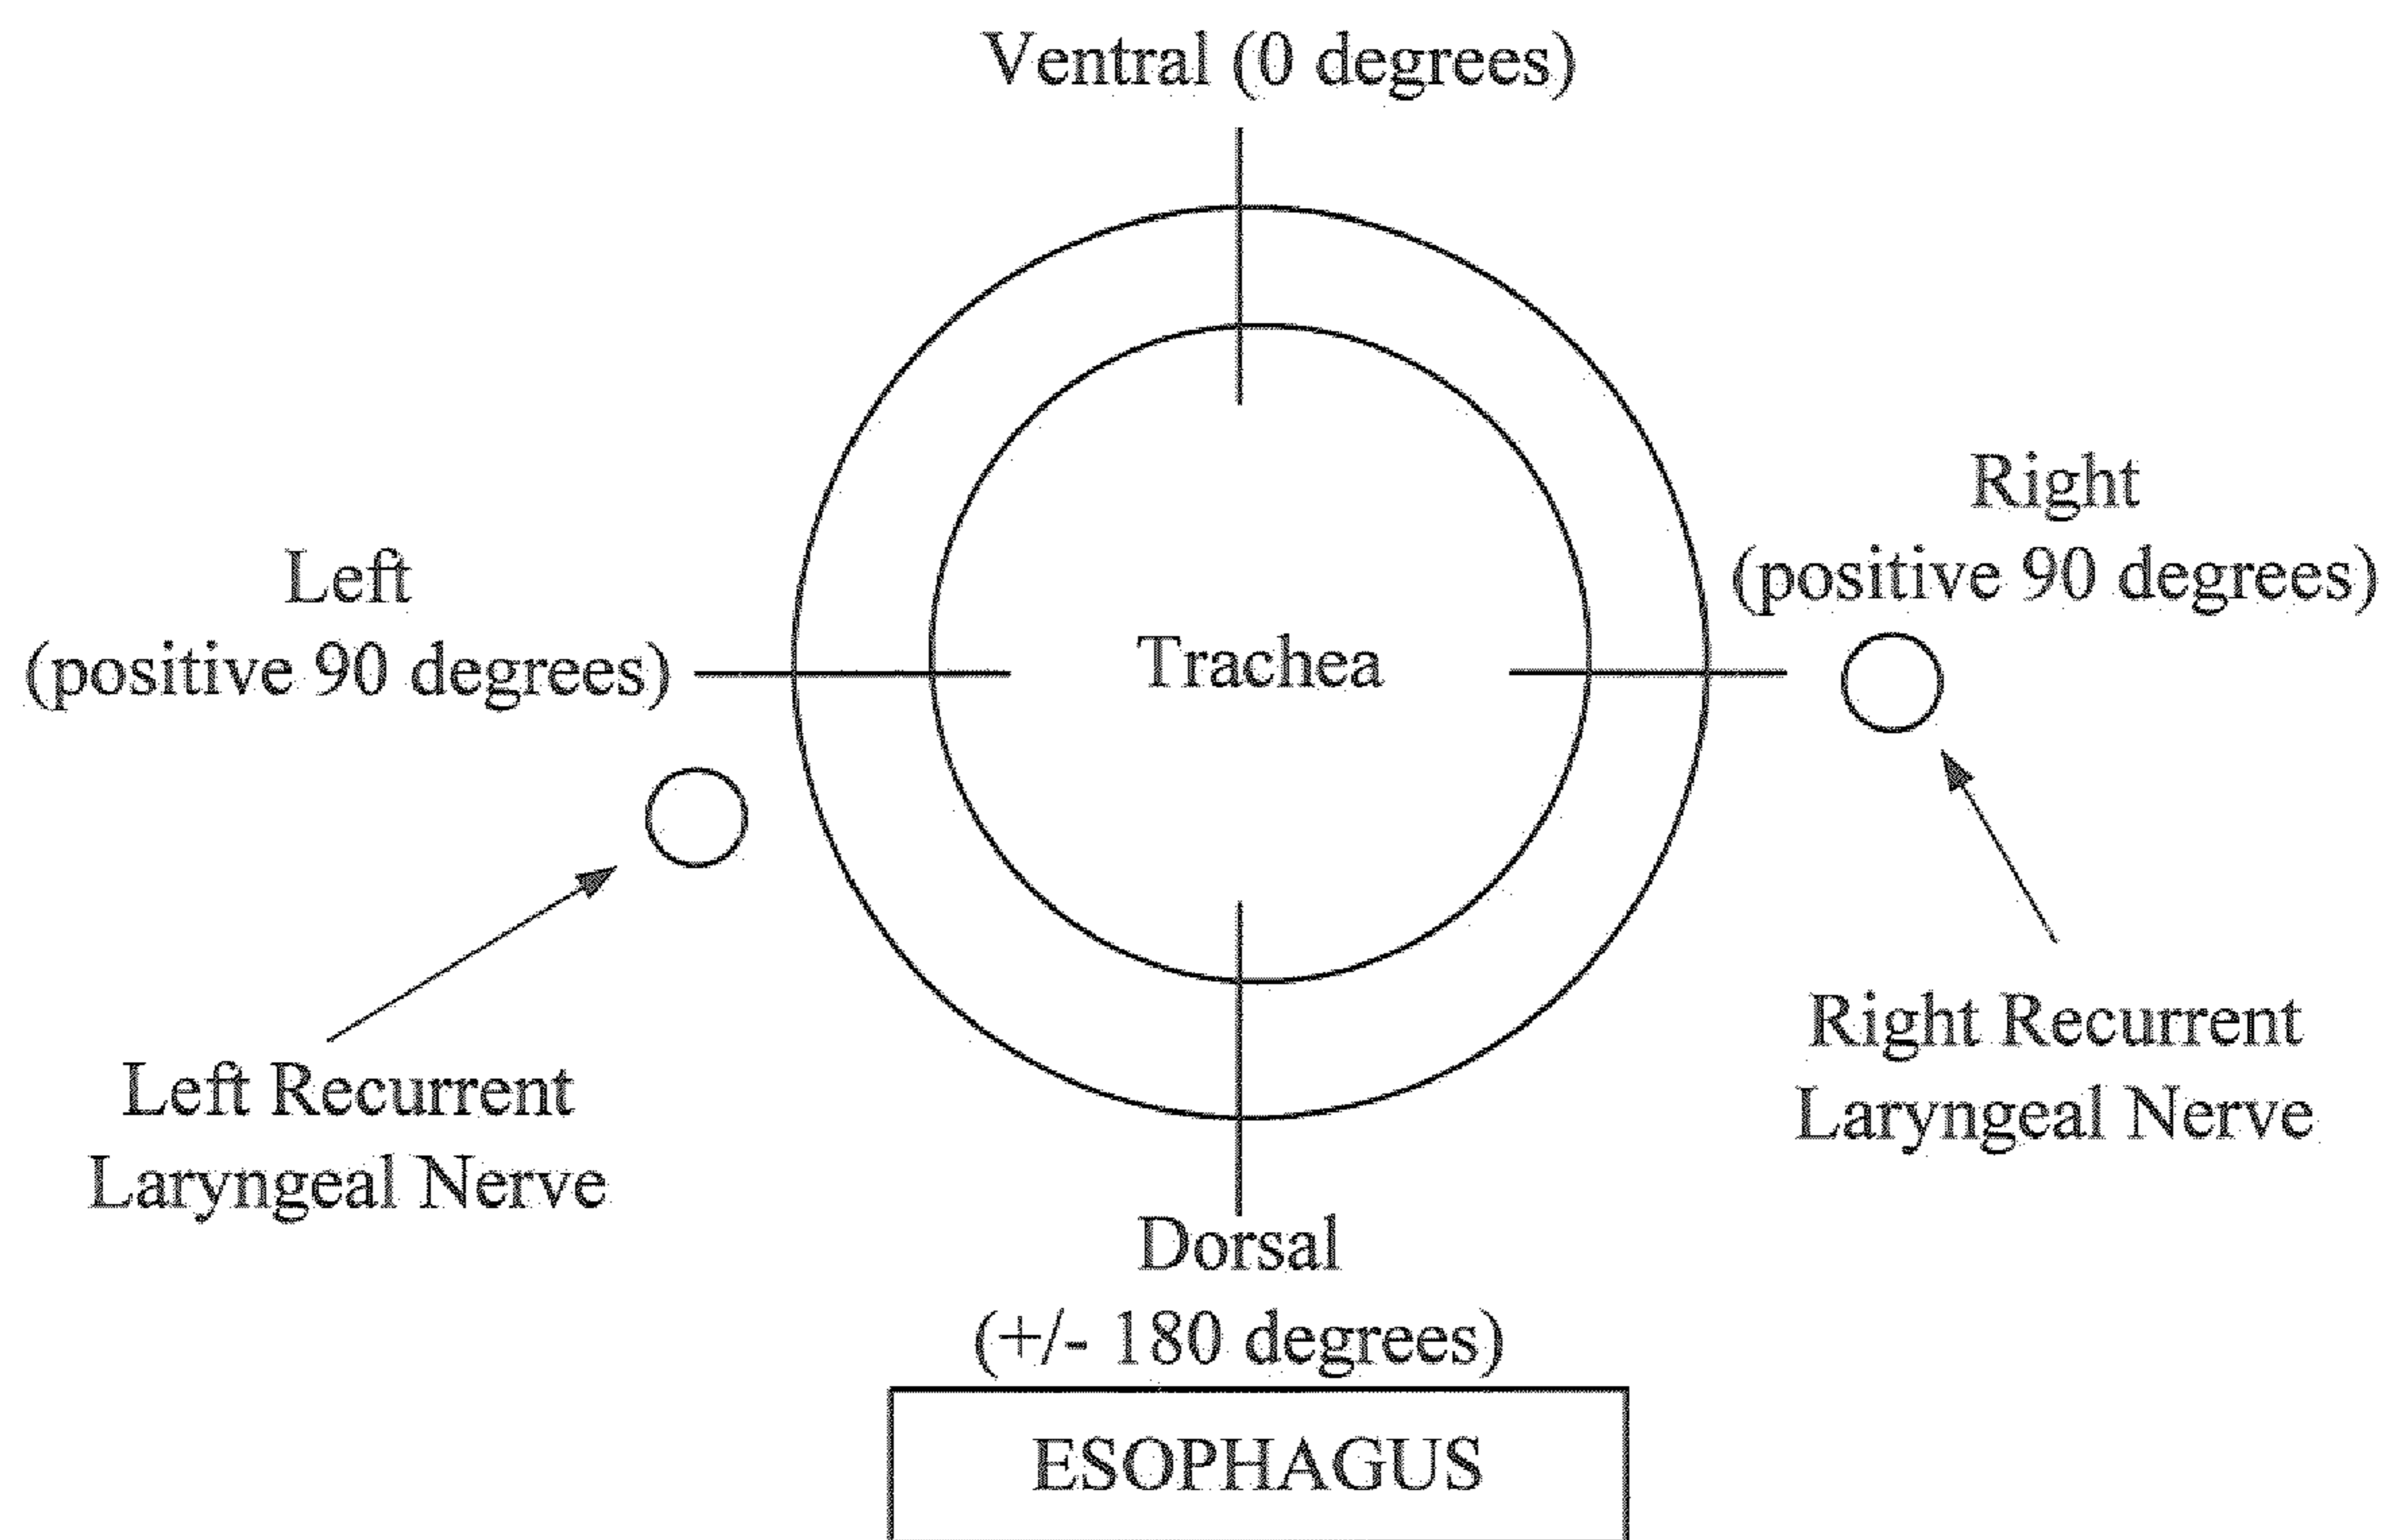 Ventral (0 degrees)
Right
(positive 90 degrees)
Left
(positive 90 degrees)
Trachea
Right Recurrent
Laryngeal Nerve
Left Recurrent
Laryngeal Nerve
Dorsal
(+/- 180 degrees)
ESOPHAGUS